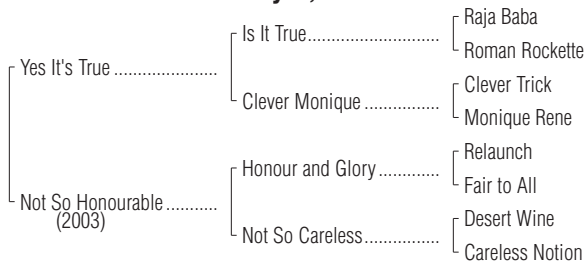 Raja Baba
Is It True
Roman Rockette
Yes It's True
Clever Trick
Clever Monique
Monique Rene
Relaunch
Honour and Glory
Fair to All
Not So Honourable
(2003)
Desert Wine
Not So Careless
Careless Notion